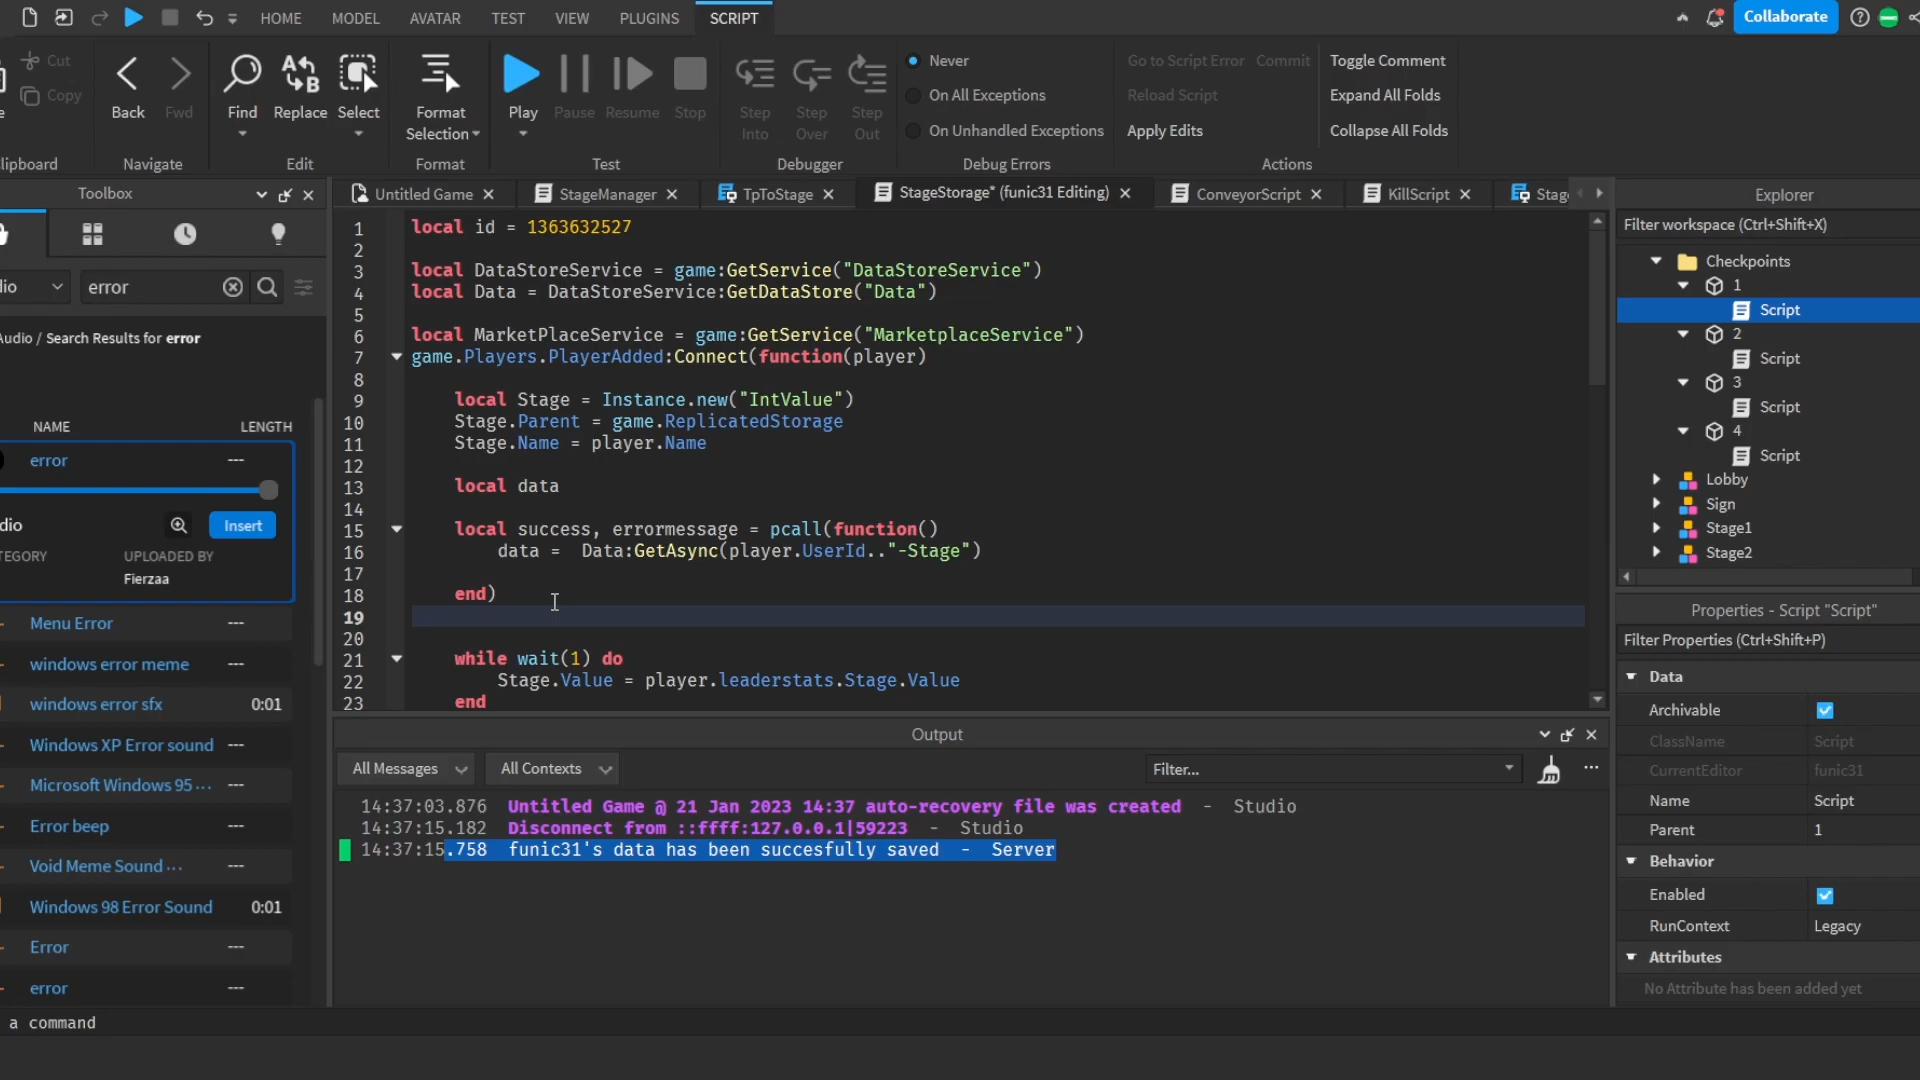 HOME
MODEL
AVATAR
TEST
VIEW
PLUGINS
SCRIPT
Collaborate
Cut
Copy
Back
Fwd
Find
Replace
Select
Format
Selection
Play
Pause
Resume
Stop
Step
Into
Step
Over
Step
Out
Never
On All Exceptions
On Unhandled Exceptions
Go to Script Error
Commit
Reload Script
Apply Edits
Toggle Comment
Expand All Folds
Collapse All Folds
lipboard
Navigate
Edit
Format
Test
Debugger
Debug Errors
Actions
Toolbox
Untitled Game
StageManager
TpToStage
StageStorage* (funic31 Editing)
ConveyorScript
KillScript
Stag
dio
error
Audio / Search Results for error
NAME
LENGTH
error
---
dio
Insert
TEGORY
UPLOADED BY
Fierzaa
Menu Error
---
windows error meme
---
windows error sfx
0:01
Windows XP Error sound
---
Microsoft Windows 95 ...
---
Error beep
---
Void Meme Sound ...
---
Windows 98 Error Sound
0:01
Error
---
error
---
1 local id = 1363632527
2
3 local DataStoreService = game:GetService("DataStoreService")
4 local Data = DataStoreService:GetDataStore("Data")
5
6 local MarketPlaceService = game:GetService("MarketplaceService")
7 game.Players.PlayerAdded:Connect(function(player)
8
9 local Stage = Instance.new("IntValue")
10 Stage.Parent = game.ReplicatedStorage
11 Stage.Name = player.Name
12
13 local data
14
15 local success, errormessage = pcall(function()
16 data =  Data:GetAsync(player.UserId.."-Stage")
17
18 end)
19
20
21 while wait(1) do
22 Stage.Value = player.leaderstats.Stage.Value
23 end
Output
All Messages
All Contexts
Filter...
14:37:03.876 Untitled Game @ 21 Jan 2023 14:37 auto-recovery file was created - Studio
14:37:15.182 Disconnect from ::ffff:127.0.0.1|59223 - Studio
14:37:15.758 funic31's data has been succesfully saved - Server
Explorer
Filter workspace (Ctrl+Shift+X)
Checkpoints
1
Script
2
Script
3
Script
4
Script
Lobby
Sign
Stage1
Stage2
Properties - Script "Script"
Filter Properties (Ctrl+Shift+P)
Data
Archivable
ClassName Script
CurrentEditor funic31
Name Script
Parent 1
Behavior
Enabled
RunContext Legacy
Attributes
No Attribute has been added yet
a command